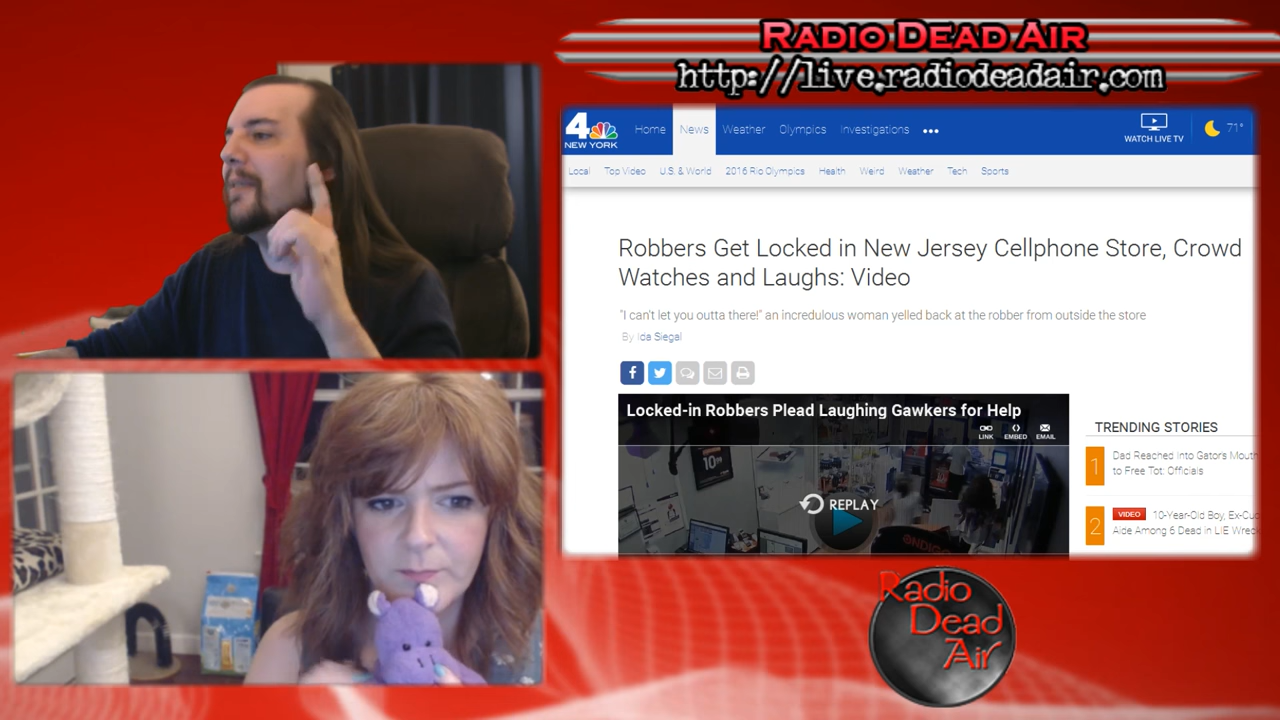 Radio Dead Air
http://live.radiodeadair.com
4
NEW YORK
Home News Weather Olympics Investigations •••
WATCH LIVE TV
71°
Local Top Video U.S. & World 2016 Rio Olympics Health Weird Weather Tech Sports
Robbers Get Locked in New Jersey Cellphone Store, Crowd
Watches and Laughs: Video
"I can't let you outta there!" an incredulous woman yelled back at the robber from outside the store
By Ida Siegal
Locked-in Robbers Plead Laughing Gawkers for Help
LINK EMBED EMAIL
10
REPLAY
TRENDING STORIES
1 Dad Reached Into Gator's Mouth
to Free Tot: Officials
2 VIDEO 10-Year-Old Boy,
Aide Among 6 Dead in LIE
Radio
Dead
Air